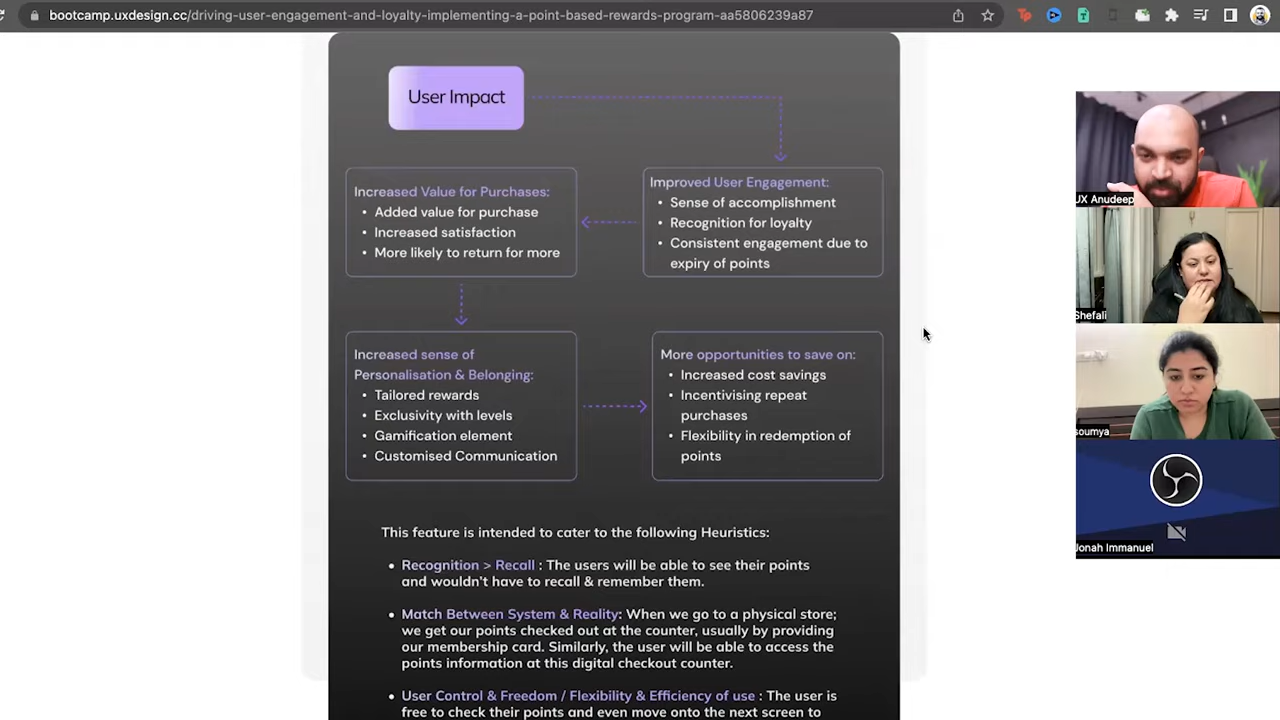 bootcamp.uxdesign.cc/driving-user-engagement-and-loyalty-implementing-a-point-based-rewards-program-aa5806239a87
User Impact
Increased Value for Purchases:
• Added value for purchase
• Increased satisfaction
• More likely to return for more
Improved User Engagement:
• Sense of accomplishment
• Recognition for loyalty
• Consistent engagement due to
expiry of points
Increased sense of
Personalisation & Belonging:
• Tailored rewards
• Exclusivity with levels
• Gamification element
• Customised Communication
More opportunities to save on:
• Increased cost savings
• Incentivising repeat
purchases
• Flexibility in redemption of
points
This feature is intended to cater to the following Heuristics:
• Recognition > Recall : The users will be able to see their points
and wouldn't have to recall & remember them.
• Match Between System & Reality: When we go to a physical store;
we get our points checked out at the counter, usually by providing
our membership card. Similarly, the user will be able to access the
points information at this digital checkout counter.
• User Control & Freedom / Flexibility & Efficiency of use : The user is
free to check their points and even move onto the next screen to
UX Anudeep
Shefali
soumya
Jonah Immanuel